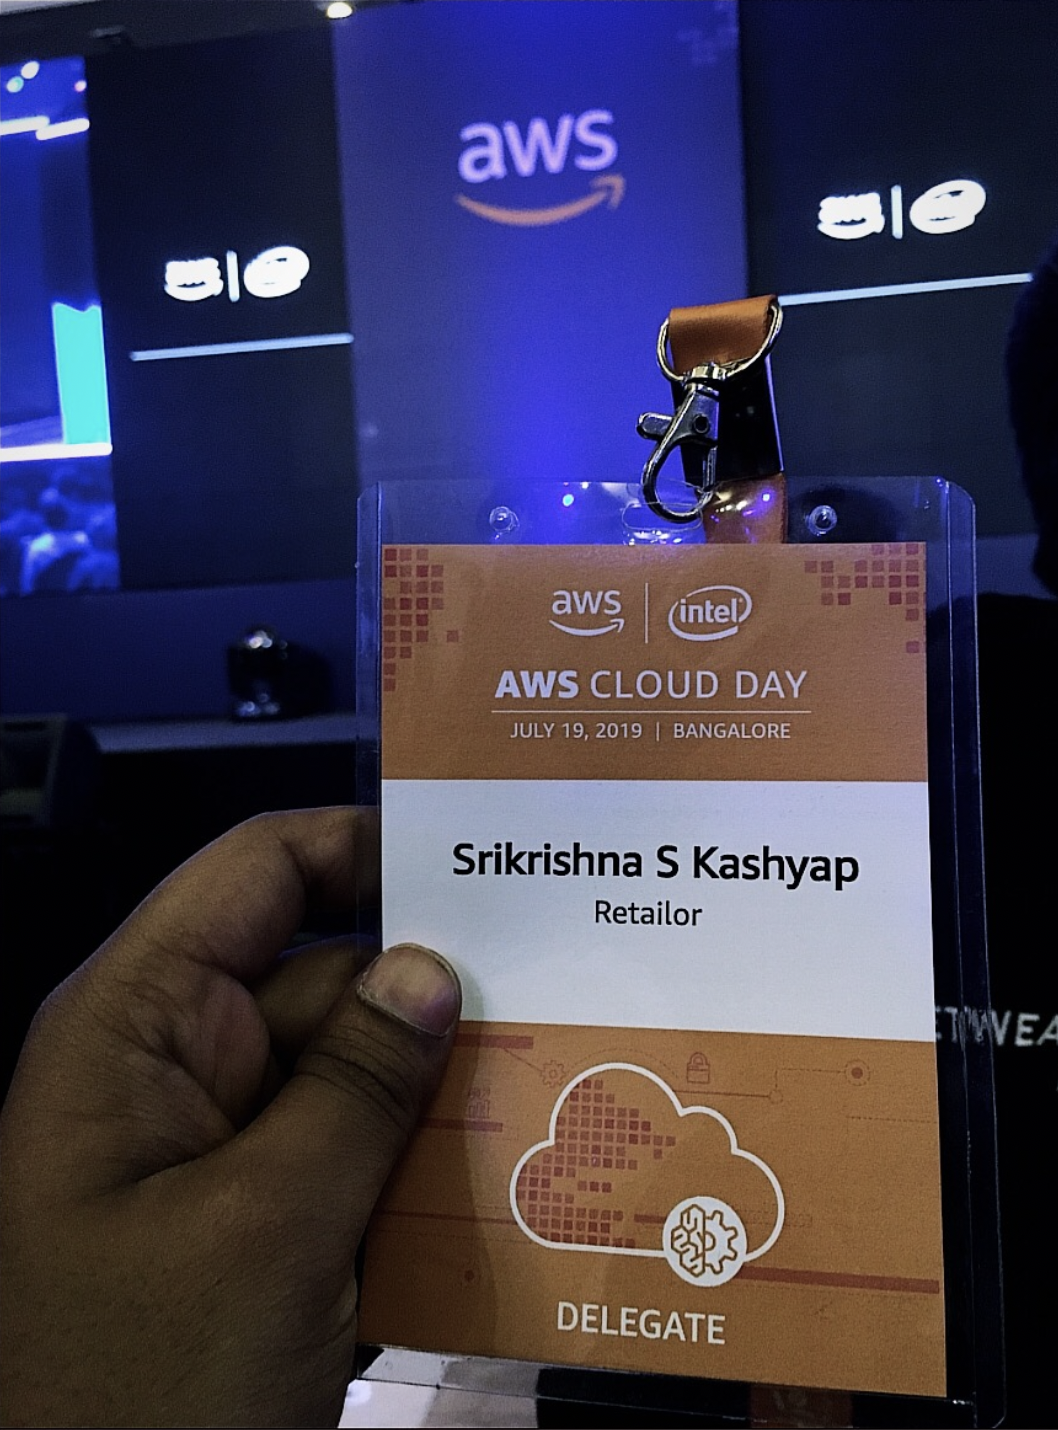 aws
aws
intel
AWS CLOUD DAY
JULY 19, 2019 | BANGALORE
Srikrishna S Kashyap
Retailor
DELEGATE